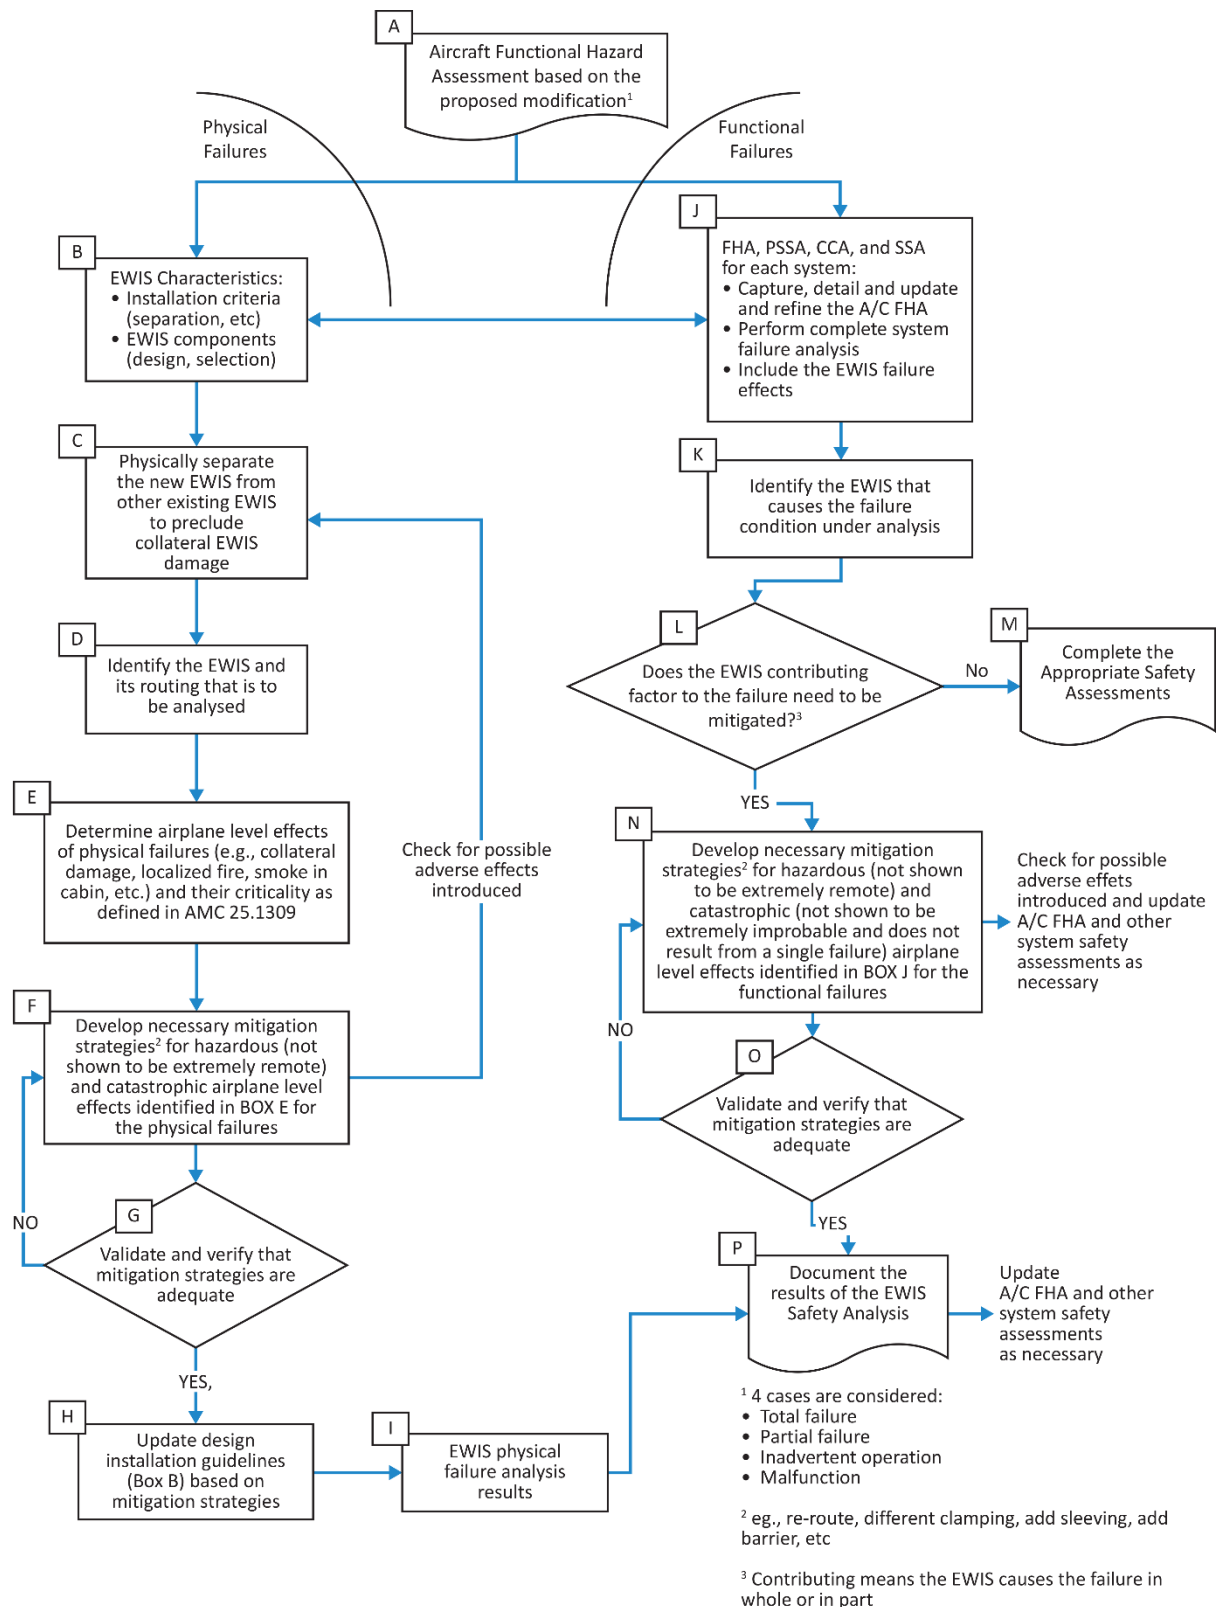 A
Aircraft Functional Hazard
Assessment based on the
proposed modification¹
Physical
Failures
Functional
Failures
B
EWIS Characteristics:
• Installation criteria
(separation, etc)
• EWIS components
(design, selection)
J
FHA, PSSA, CCA, and SSA
for each system:
• Capture, detail and update
and refine the A/C FHA
• Perform complete system
failure analysis
• Include the EWIS failure
effects
C
Physically separate
the new EWIS from
other existing EWIS
to preclude
collateral EWIS
damage
K
Identify the EWIS that
causes the failure
condition under analysis
D
Identify the EWIS and
its routing that is to
be analysed
L
Does the EWIS contributing
factor to the failure need to be
mitigated?³
No
M
Complete the
Appropriate Safety
Assessments
YES
E
Determine airplane level effects
of physical failures (e.g., collateral
damage, localized fire, smoke in
cabin, etc.) and their criticality as
defined in AMC 25.1309
Check for possible
adverse effects
introduced
N
Develop necessary mitigation
strategies² for hazardous (not shown
to be extremely remote) and
catastrophic (not shown to be
extremely improbable and does not
result from a single failure) airplane
level effects identified in BOX J for the
functional failures
Check for possible
adverse effets
introduced and update
A/C FHA and other
system safety
assessments as
necessary
F
Develop necessary mitigation
strategies² for hazardous (not
shown to be extremely remote)
and catastrophic airplane level
effects identified in BOX E for
the physical failures
NO
O
Validate and verify that
mitigation strategies are
adequate
NO
G
Validate and verify that
mitigation strategies are
adequate
YES
P
Document the
results of the EWIS
Safety Analysis
Update
A/C FHA and other
system safety
assessments
as necessary
YES,
H
Update design
installation guidelines
(Box B) based on
mitigation strategies
I
EWIS physical
failure analysis
results
¹ 4 cases are considered:
• Total failure
• Partial failure
• Inadvertent operation
• Malfunction
² eg., re-route, different clamping, add sleeving, add
barrier, etc
³ Contributing means the EWIS causes the failure in
whole or in part